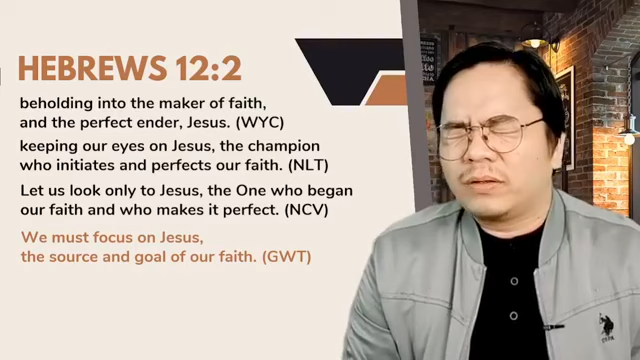 HEBREWS 12:2
beholding into the maker of faith,
and the perfect ender, Jesus. (WYC)
keeping our eyes on Jesus, the champion
who initiates and perfects our faith. (NLT)
Let us look only to Jesus, the One who began
our faith and who makes it perfect. (NCV)
We must focus on Jesus,
the source and goal of our faith. (GWT)